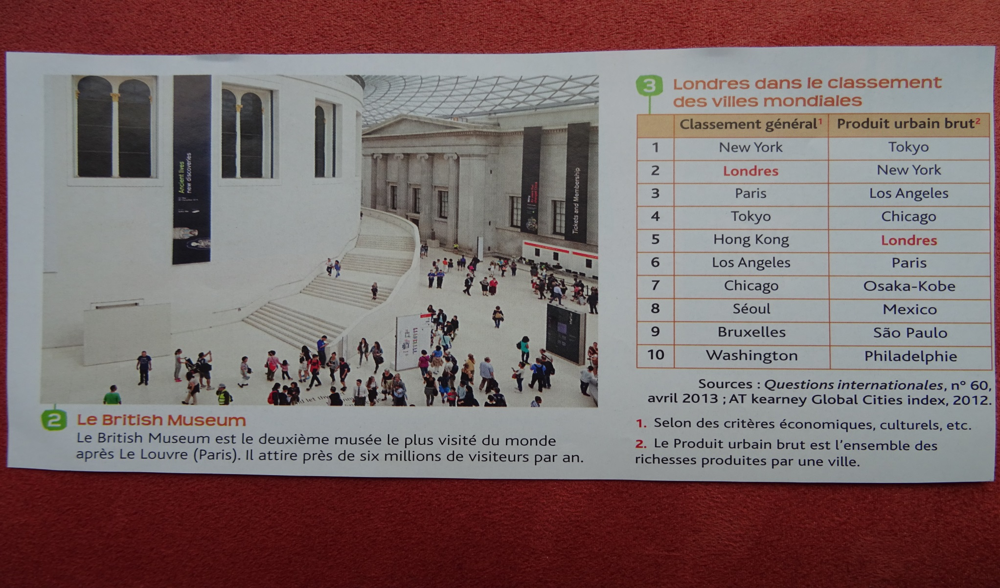 Ancient lives
new discoveries
Tickets and Membership
nd let th
2 Le British Museum
Le British Museum est le deuxième musée le plus visité du monde
après Le Louvre (Paris). Il attire près de six millions de visiteurs par an.
3 Londres dans le classement
des villes mondiales
Classement général1 Produit urbain brut2
1 New York Tokyo
2 Londres New York
3 Paris Los Angeles
4 Tokyo Chicago
5 Hong Kong Londres
6 Los Angeles Paris
7 Chicago Osaka-Kobe
8 Séoul Mexico
9 Bruxelles São Paulo
10 Washington Philadelphie
Sources : Questions internationales, n° 60,
avril 2013 ; AT kearney Global Cities index, 2012.
1. Selon des critères économiques, culturels, etc.
2. Le Produit urbain brut est l'ensemble des
richesses produites par une ville.